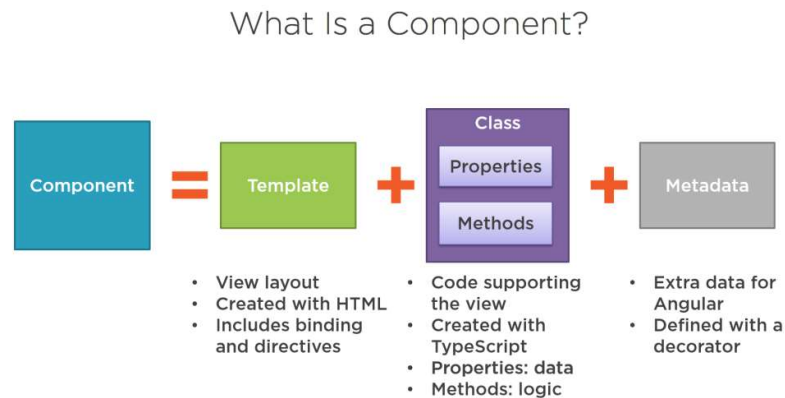 What Is a Component?
Component
=
Template
+
Class
Properties
Methods
+
Metadata
• View layout
• Created with HTML
• Includes binding
and directives
• Code supporting
the view
• Created with
TypeScript
• Properties: data
• Methods: logic
• Extra data for
Angular
• Defined with a
decorator